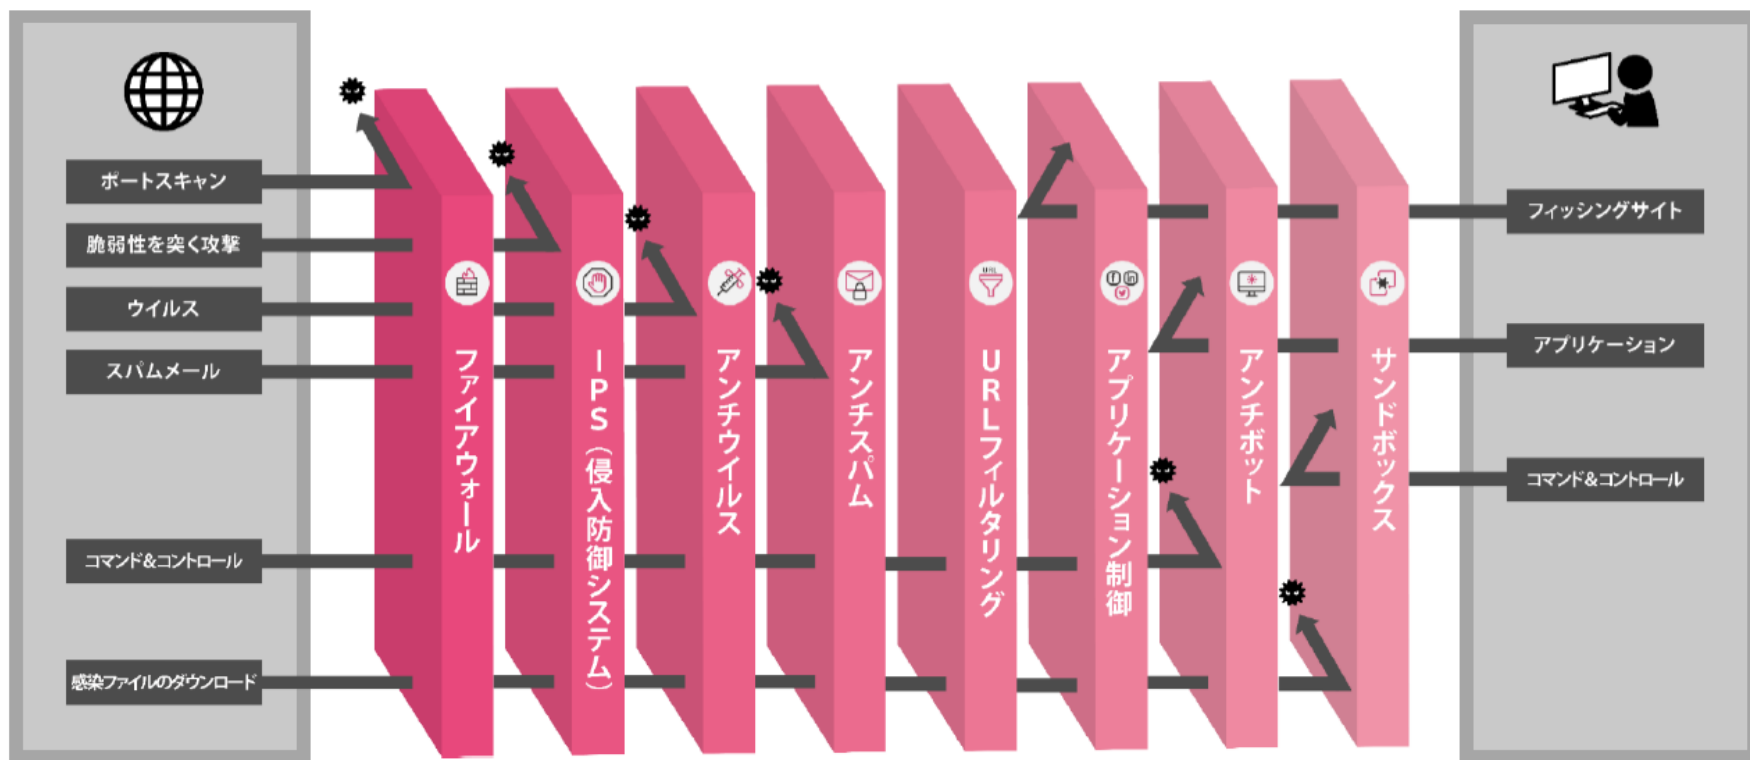 ポートスキャン
脆弱性を突く攻撃
ウイルス
スパムメール
コマンド&コントロール
感染ファイルのダウンロード
ファイアウォール
IPS（侵入防御システム）
アンチウイルス
アンチスパム
URLフィルタリング
アプリケーション制御
アンチボット
サンドボックス
フィッシングサイト
アプリケーション
コマンド&コントロール